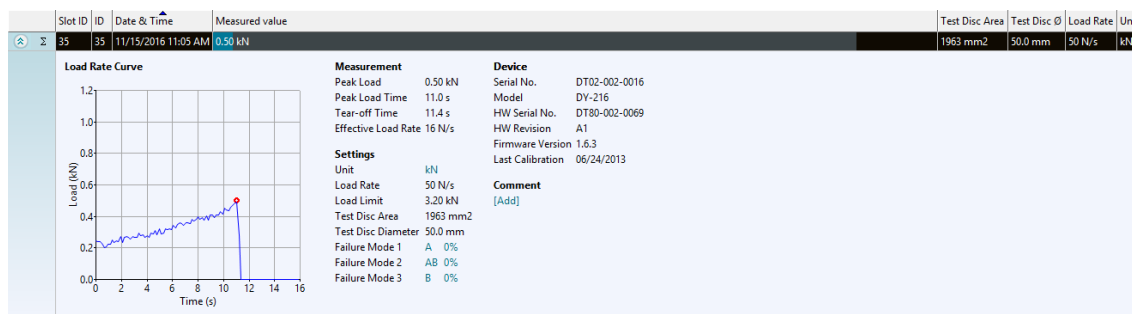 Slot ID ID Date & Time Measured value Test Disc Area Test Disc Ø Load Rate Un
Σ 35 35 11/15/2016 11:05 AM 0.50 kN 1963 mm2 50.0 mm 50 N/s kN
Load Rate Curve
1.2
1.0
0.8
0.6
0.4
0.2
0.0
Load (kN)
0 2 4 6 8 10 12 14 16
Time (s)
Measurement
Peak Load 0.50 kN
Peak Load Time 11.0 s
Tear-off Time 11.4 s
Effective Load Rate 16 N/s
Settings
Unit kN
Load Rate 50 N/s
Load Limit 3.20 kN
Test Disc Area 1963 mm2
Test Disc Diameter 50.0 mm
Failure Mode 1 A 0%
Failure Mode 2 AB 0%
Failure Mode 3 B 0%
Device
Serial No. DT02-002-0016
Model DY-216
HW Serial No. DT80-002-0069
HW Revision A1
Firmware Version 1.6.3
Last Calibration 06/24/2013
Comment
[Add]